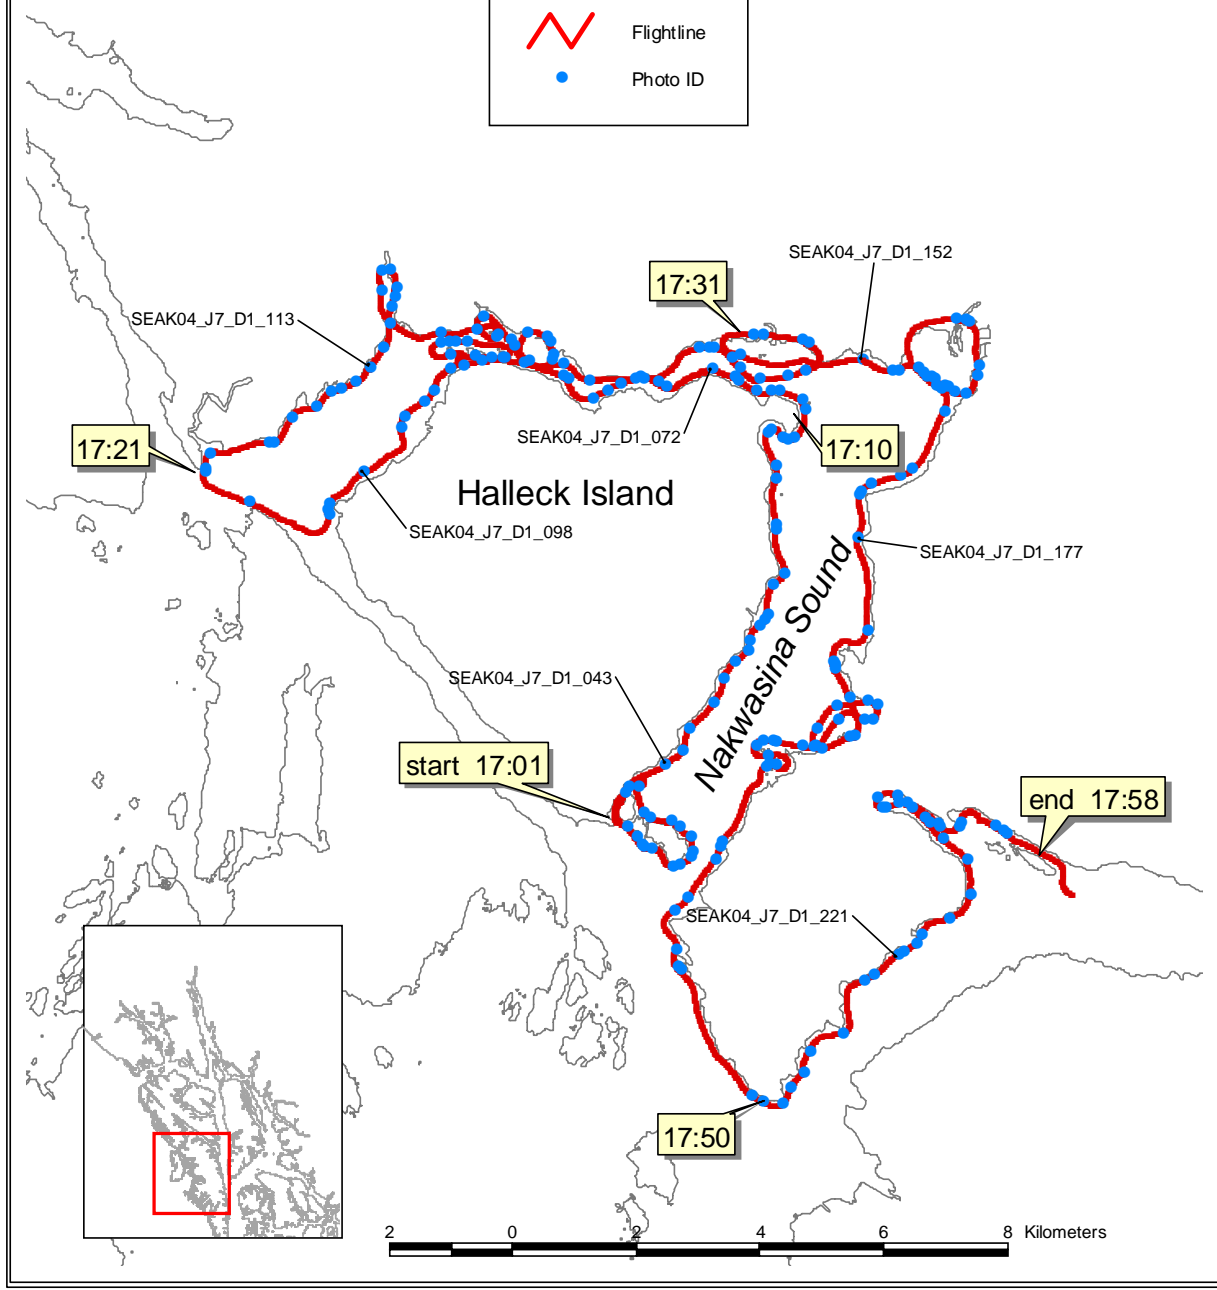 Flightline
Photo ID
SEAK04_J7_D1_152
17:31
SEAK04_J7_D1_113
SEAK04_J7_D1_072
17:21
17:10
Halleck Island
SEAK04_J7_D1_098
SEAK04_J7_D1_177
Nakwasina Sound
SEAK04_J7_D1_043
start 17:01
end 17:58
SEAK04_J7_D1_221
17:50
2 0 2 4 6 8 Kilometers